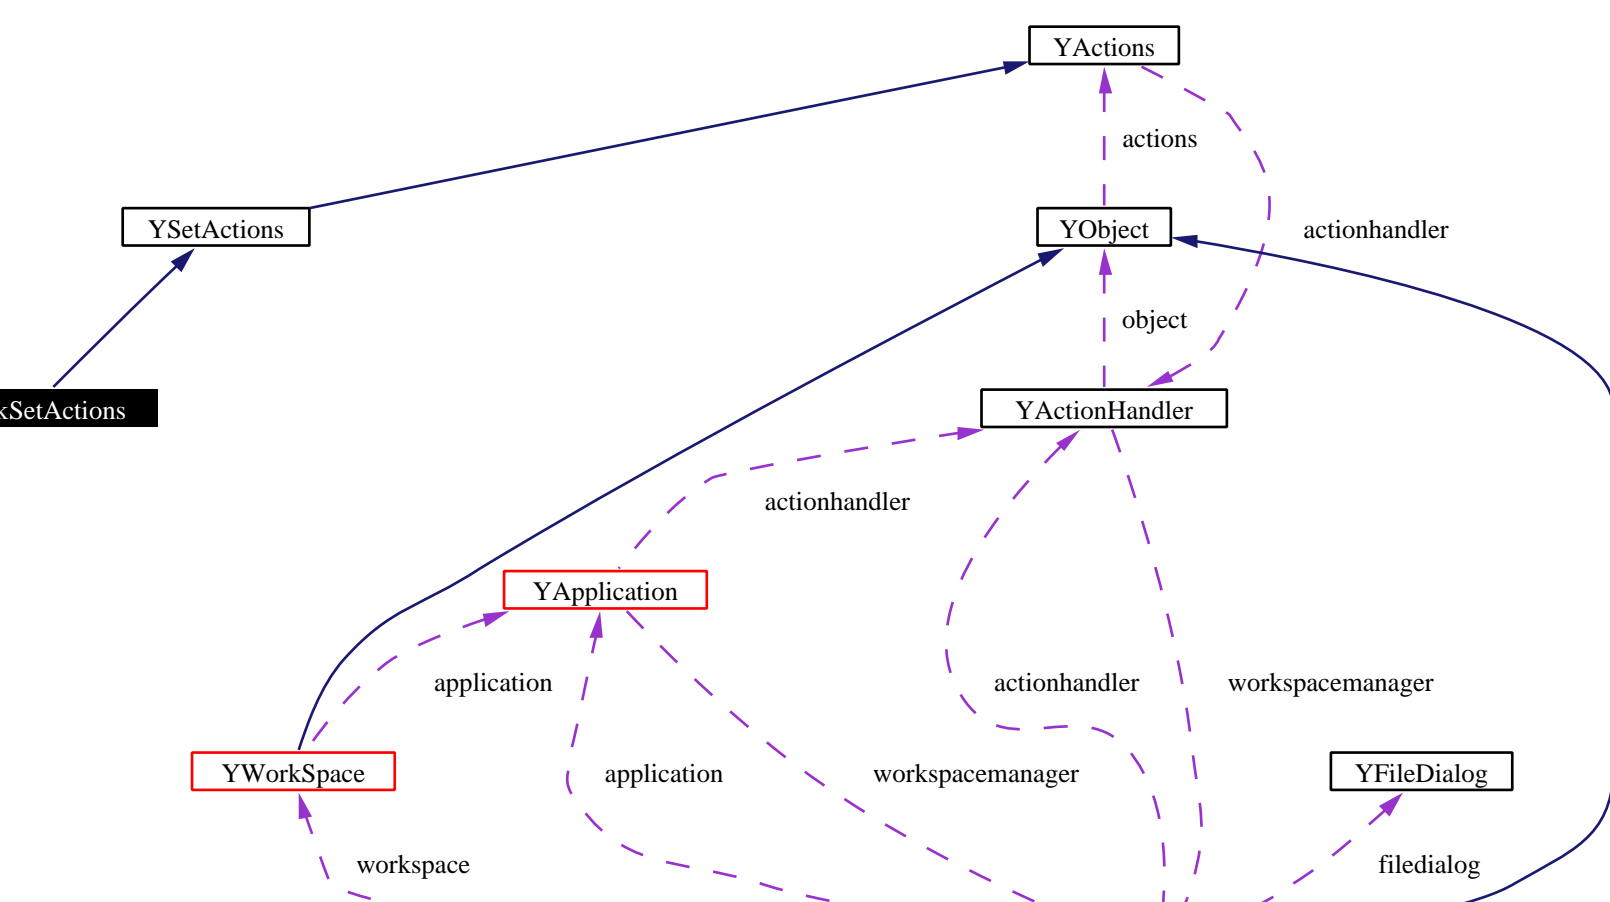 YActions
actions
YSetActions
YObject
actionhandler
object
kSetActions
YActionHandler
actionhandler
YApplication
application
actionhandler
workspacemanager
YWorkSpace
application
workspacemanager
YFileDialog
workspace
filedialog